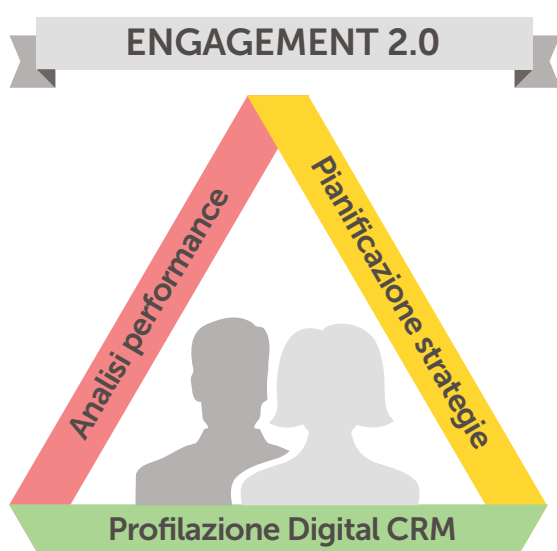 ENGAGEMENT 2.0
Analisi performance
Pianificazione strategie
Profilazione Digital CRM